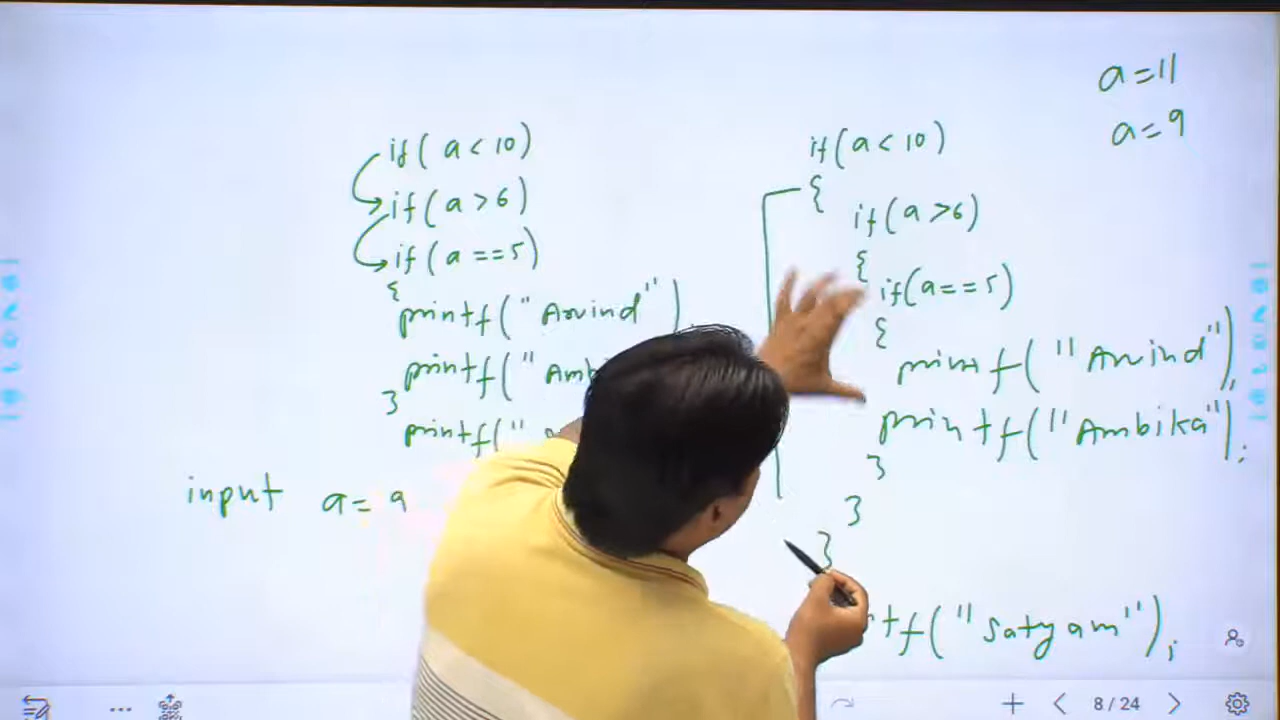 a=11
a=9
if(a<10)
if(a>6)
if(a==5)
{
printf("Arvind")
printf("
}
printf("
input a=9
if(a<10)
{
if(a>6)
{
if(a==5)
{
printf("Arvind");
printf("Ambika");
}
}
}
tf("Satyam");
8/24